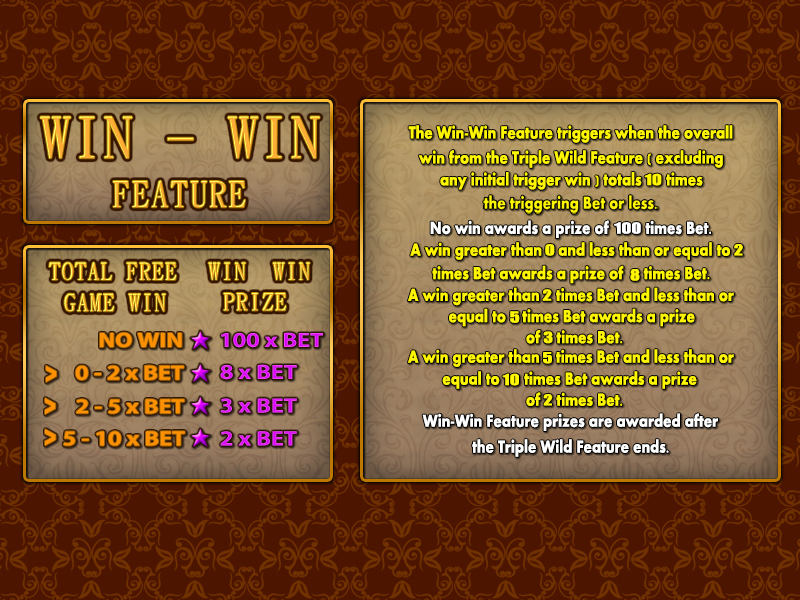 WIN - WIN
FEATURE
TOTAL FREE WIN WIN
GAME WIN PRIZE
NO WIN ★ 100 x BET
> 0 - 2 x BET ★ 8 x BET
> 2 - 5 x BET ★ 3 x BET
> 5 - 10 x BET ★ 2 x BET
The Win-Win Feature triggers when the overall
win from the Triple Wild Feature ( excluding
any initial trigger win ) totals 10 times
the triggering Bet or less.
No win awards a prize of 100 times Bet.
A win greater than 0 and less than or equal to 2
times Bet awards a prize of 8 times Bet.
A win greater than 2 times Bet and less than or
equal to 5 times Bet awards a prize
of 3 times Bet.
A win greater than 5 times Bet and less than or
equal to 10 times Bet awards a prize
of 2 times Bet.
Win-Win Feature prizes are awarded after
the Triple Wild Feature ends.